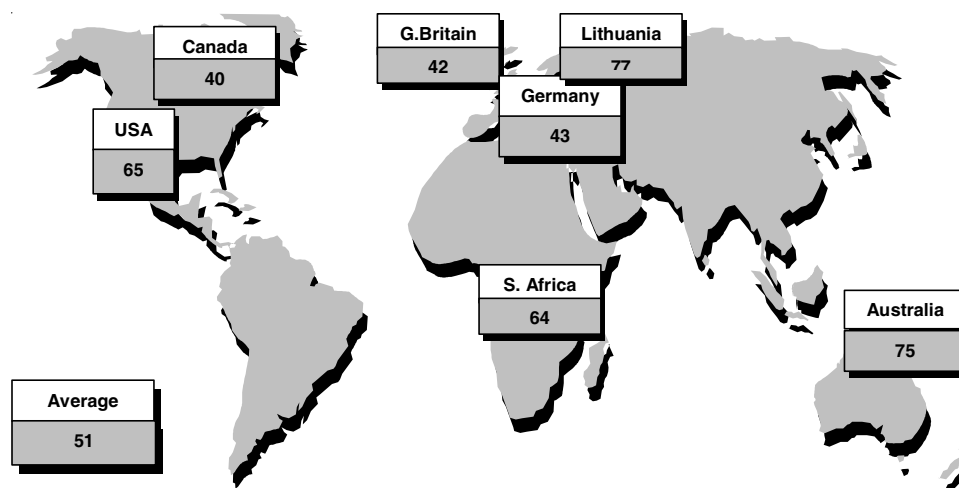 Canada
40
G.Britain
42
Lithuania
77
Germany
43
USA
65
S. Africa
64
Australia
75
Average
51